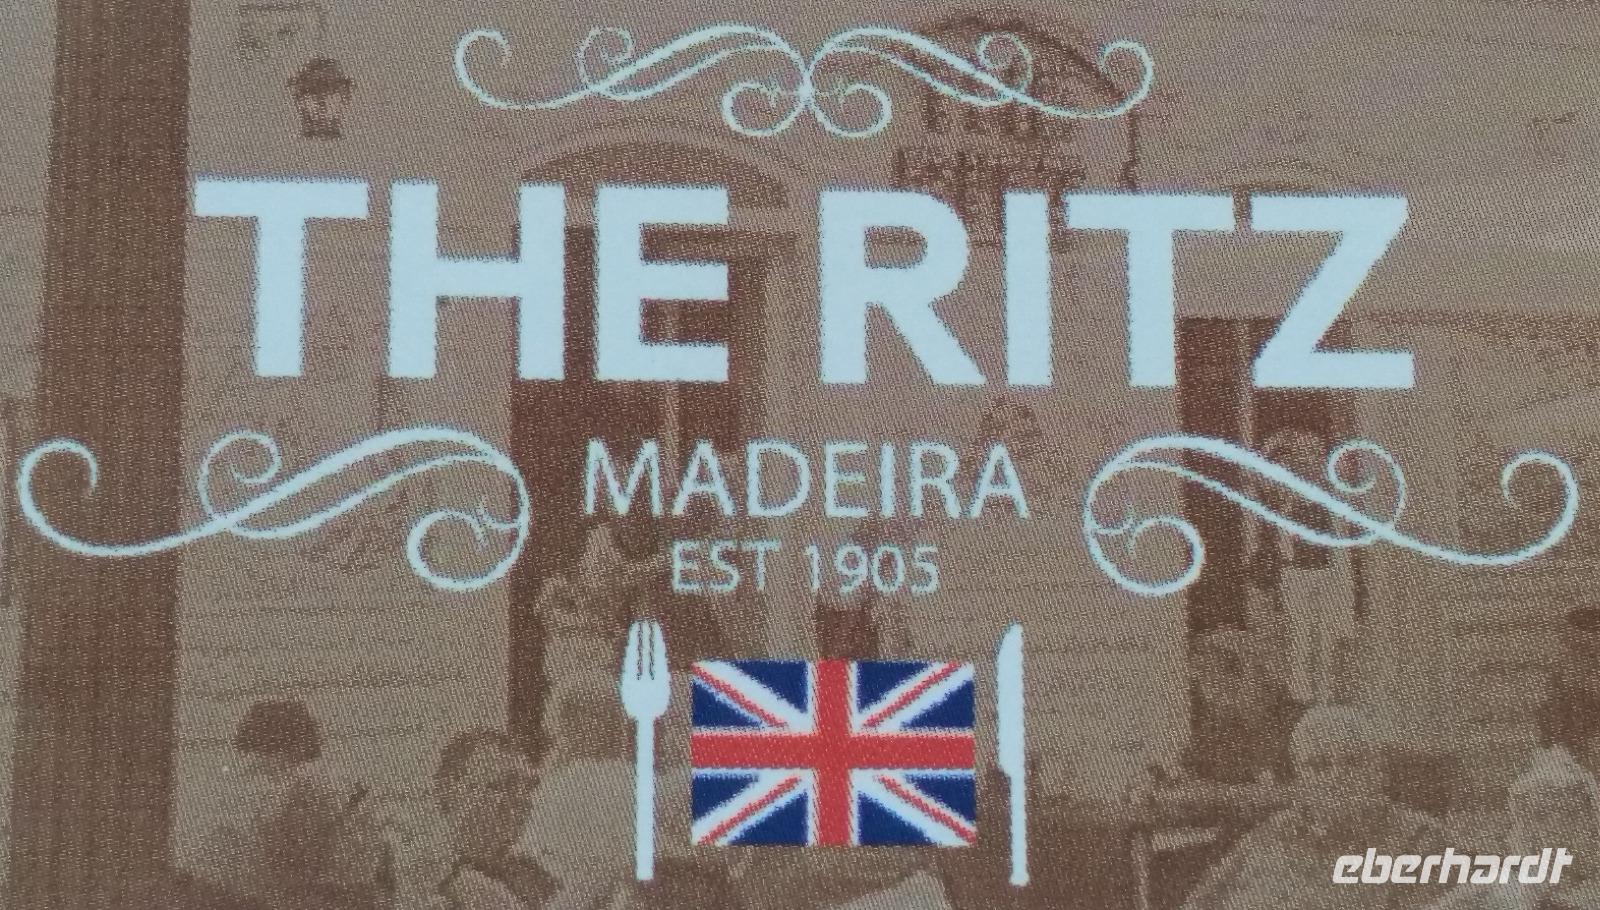 THE RITZ
MADEIRA
EST 1905
eberhardt